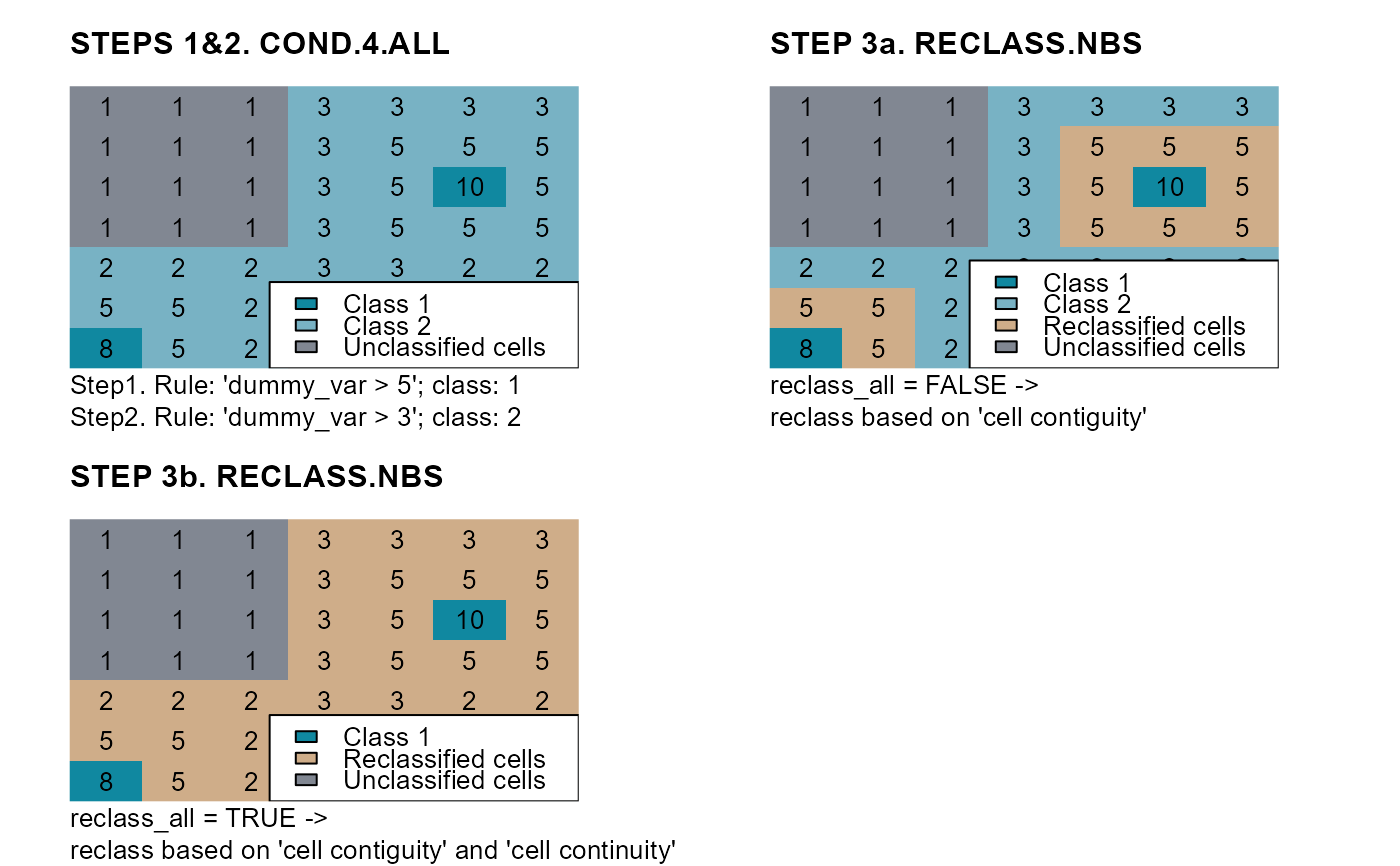 STEPS 1&2. COND.4.ALL
1 1 1 3 3 3 3
1 1 1 3 5 5 5
1 1 1 3 5 10 5
1 1 1 3 5 5 5
2 2 2 3 3 2 2
5 5 2
8 5 2
Class 1
Class 2
Unclassified cells
Step1. Rule: 'dummy_var > 5'; class: 1
Step2. Rule: 'dummy_var > 3'; class: 2
STEP 3a. RECLASS.NBS
1 1 1 3 3 3 3
1 1 1 3 5 5 5
1 1 1 3 5 10 5
1 1 1 3 5 5 5
2 2 2
5 5 2
8 5 2
Class 1
Class 2
Reclassified cells
Unclassified cells
reclass_all = FALSE ->
reclass based on 'cell contiguity'
STEP 3b. RECLASS.NBS
1 1 1 3 3 3 3
1 1 1 3 5 5 5
1 1 1 3 5 10 5
1 1 1 3 5 5 5
2 2 2 3 3 2 2
5 5 2
8 5 2
Class 1
Reclassified cells
Unclassified cells
reclass_all = TRUE ->
reclass based on 'cell contiguity' and 'cell continuity'